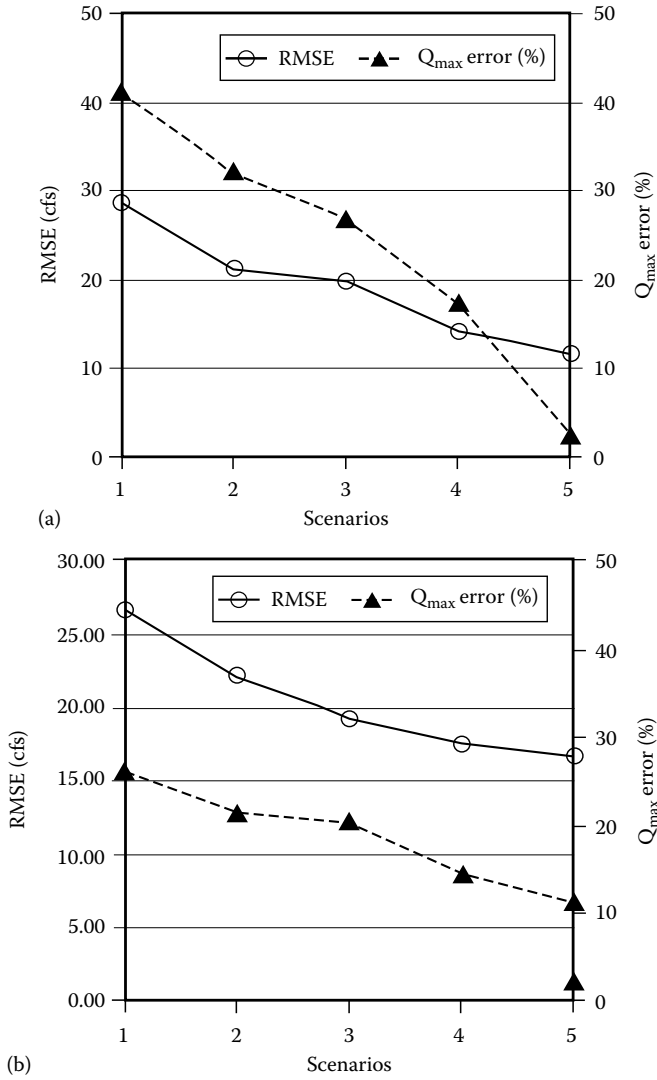 50
40
30
20
10
0
RMSE (cfs)
RMSE
Qmax error (%)
50
40
30
20
10
0
Qmax error (%)
1 2 3 4 5
Scenarios
(a)
30.00
25.00
20.00
15.00
10.00
5.00
0.00
RMSE (cfs)
RMSE
Qmax error (%)
50
40
30
20
10
0
Qmax error (%)
1 2 3 4 5
Scenarios
(b)